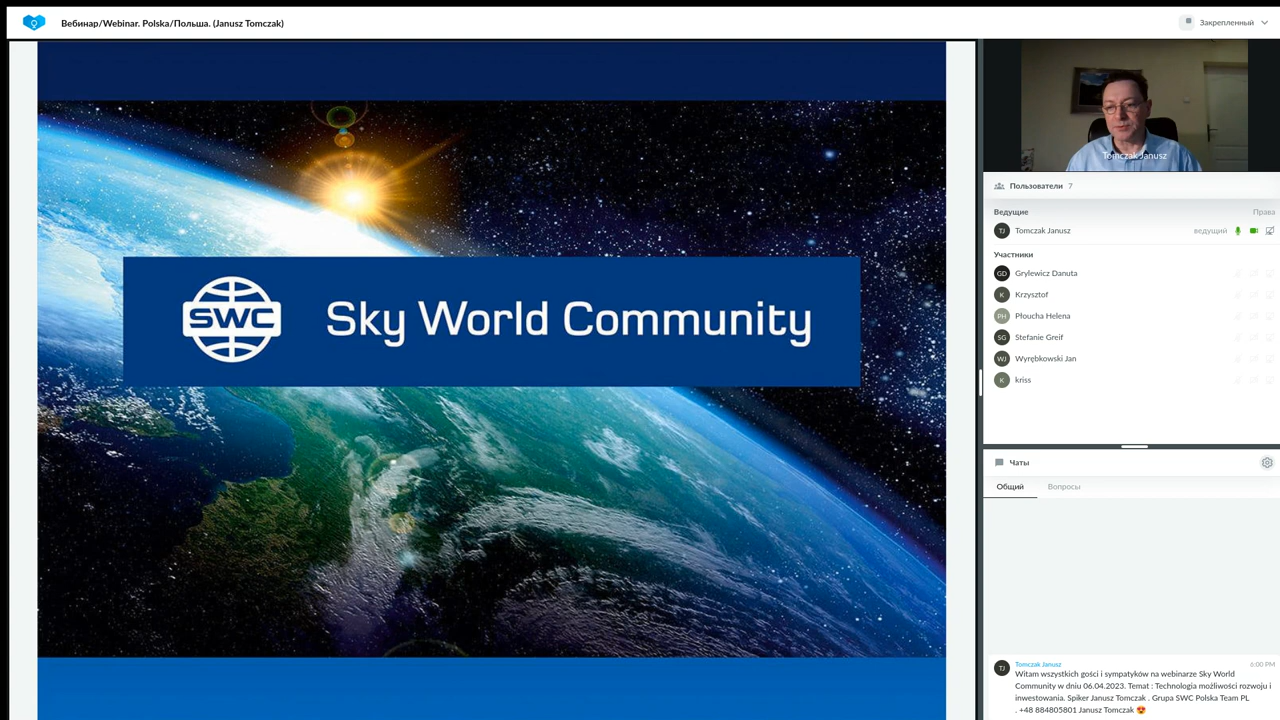 Вебинар/Webinar. Polska/Польша. (Janusz Tomczak)
Закрепленный
SWC
Sky World Community
Tomczak Janusz
Пользователи 7
Ведущие Права
TJ Tomczak Janusz ведущий
Участники
GD Grylewicz Danuta
K Krzysztof
PH Płoucha Helena
SG Stefanie Greif
WJ Wyrębkowski Jan
K kriss
Чаты
Общий Вопросы
TJ Tomczak Janusz 6:00 PM
Witam wszystkich gości i sympatyków na webinarze Sky World
Community w dniu 06.04.2023. Temat : Technologia możliwości rozwoju i
inwestowania. Spiker Janusz Tomczak . Grupa SWC Polska Team PL
. +48 884805801 Janusz Tomczak 😍